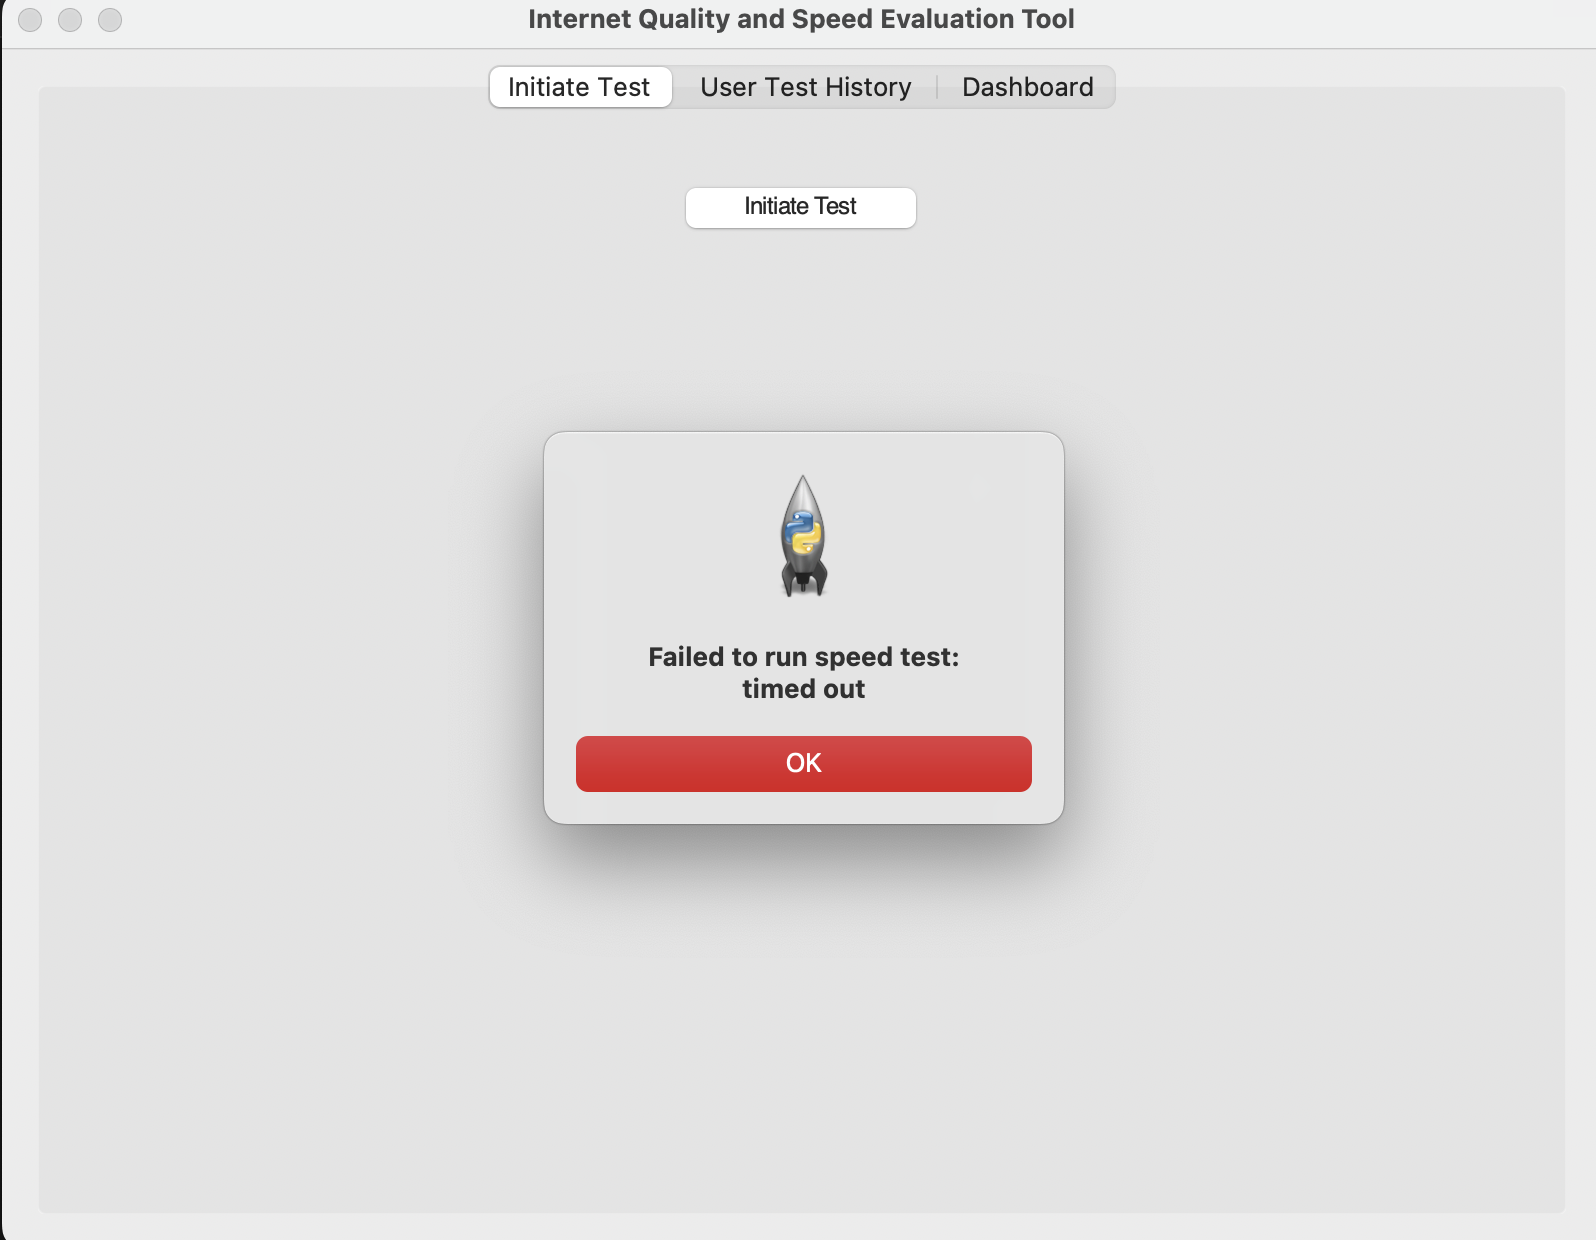 Internet Quality and Speed Evaluation Tool
Initiate Test
User Test History
Dashboard
Initiate Test
Failed to run speed test:
timed out
OK